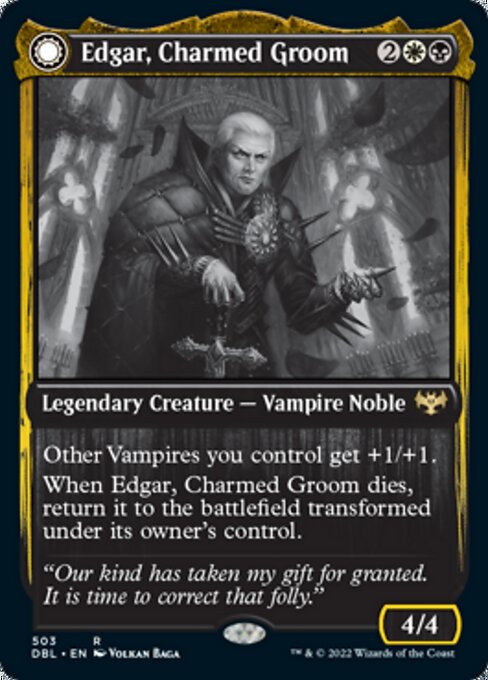 Edgar, Charmed Groom 2
Legendary Creature — Vampire Noble
Other Vampires you control get +1/+1.
When Edgar, Charmed Groom dies,
return it to the battlefield transformed
under its owner's control.
“Our kind has taken my gift for granted.
It is time to correct that folly.”
4/4
503 R
DBL • EN Volkan Baga
™ & © 2022 Wizards of the Coast